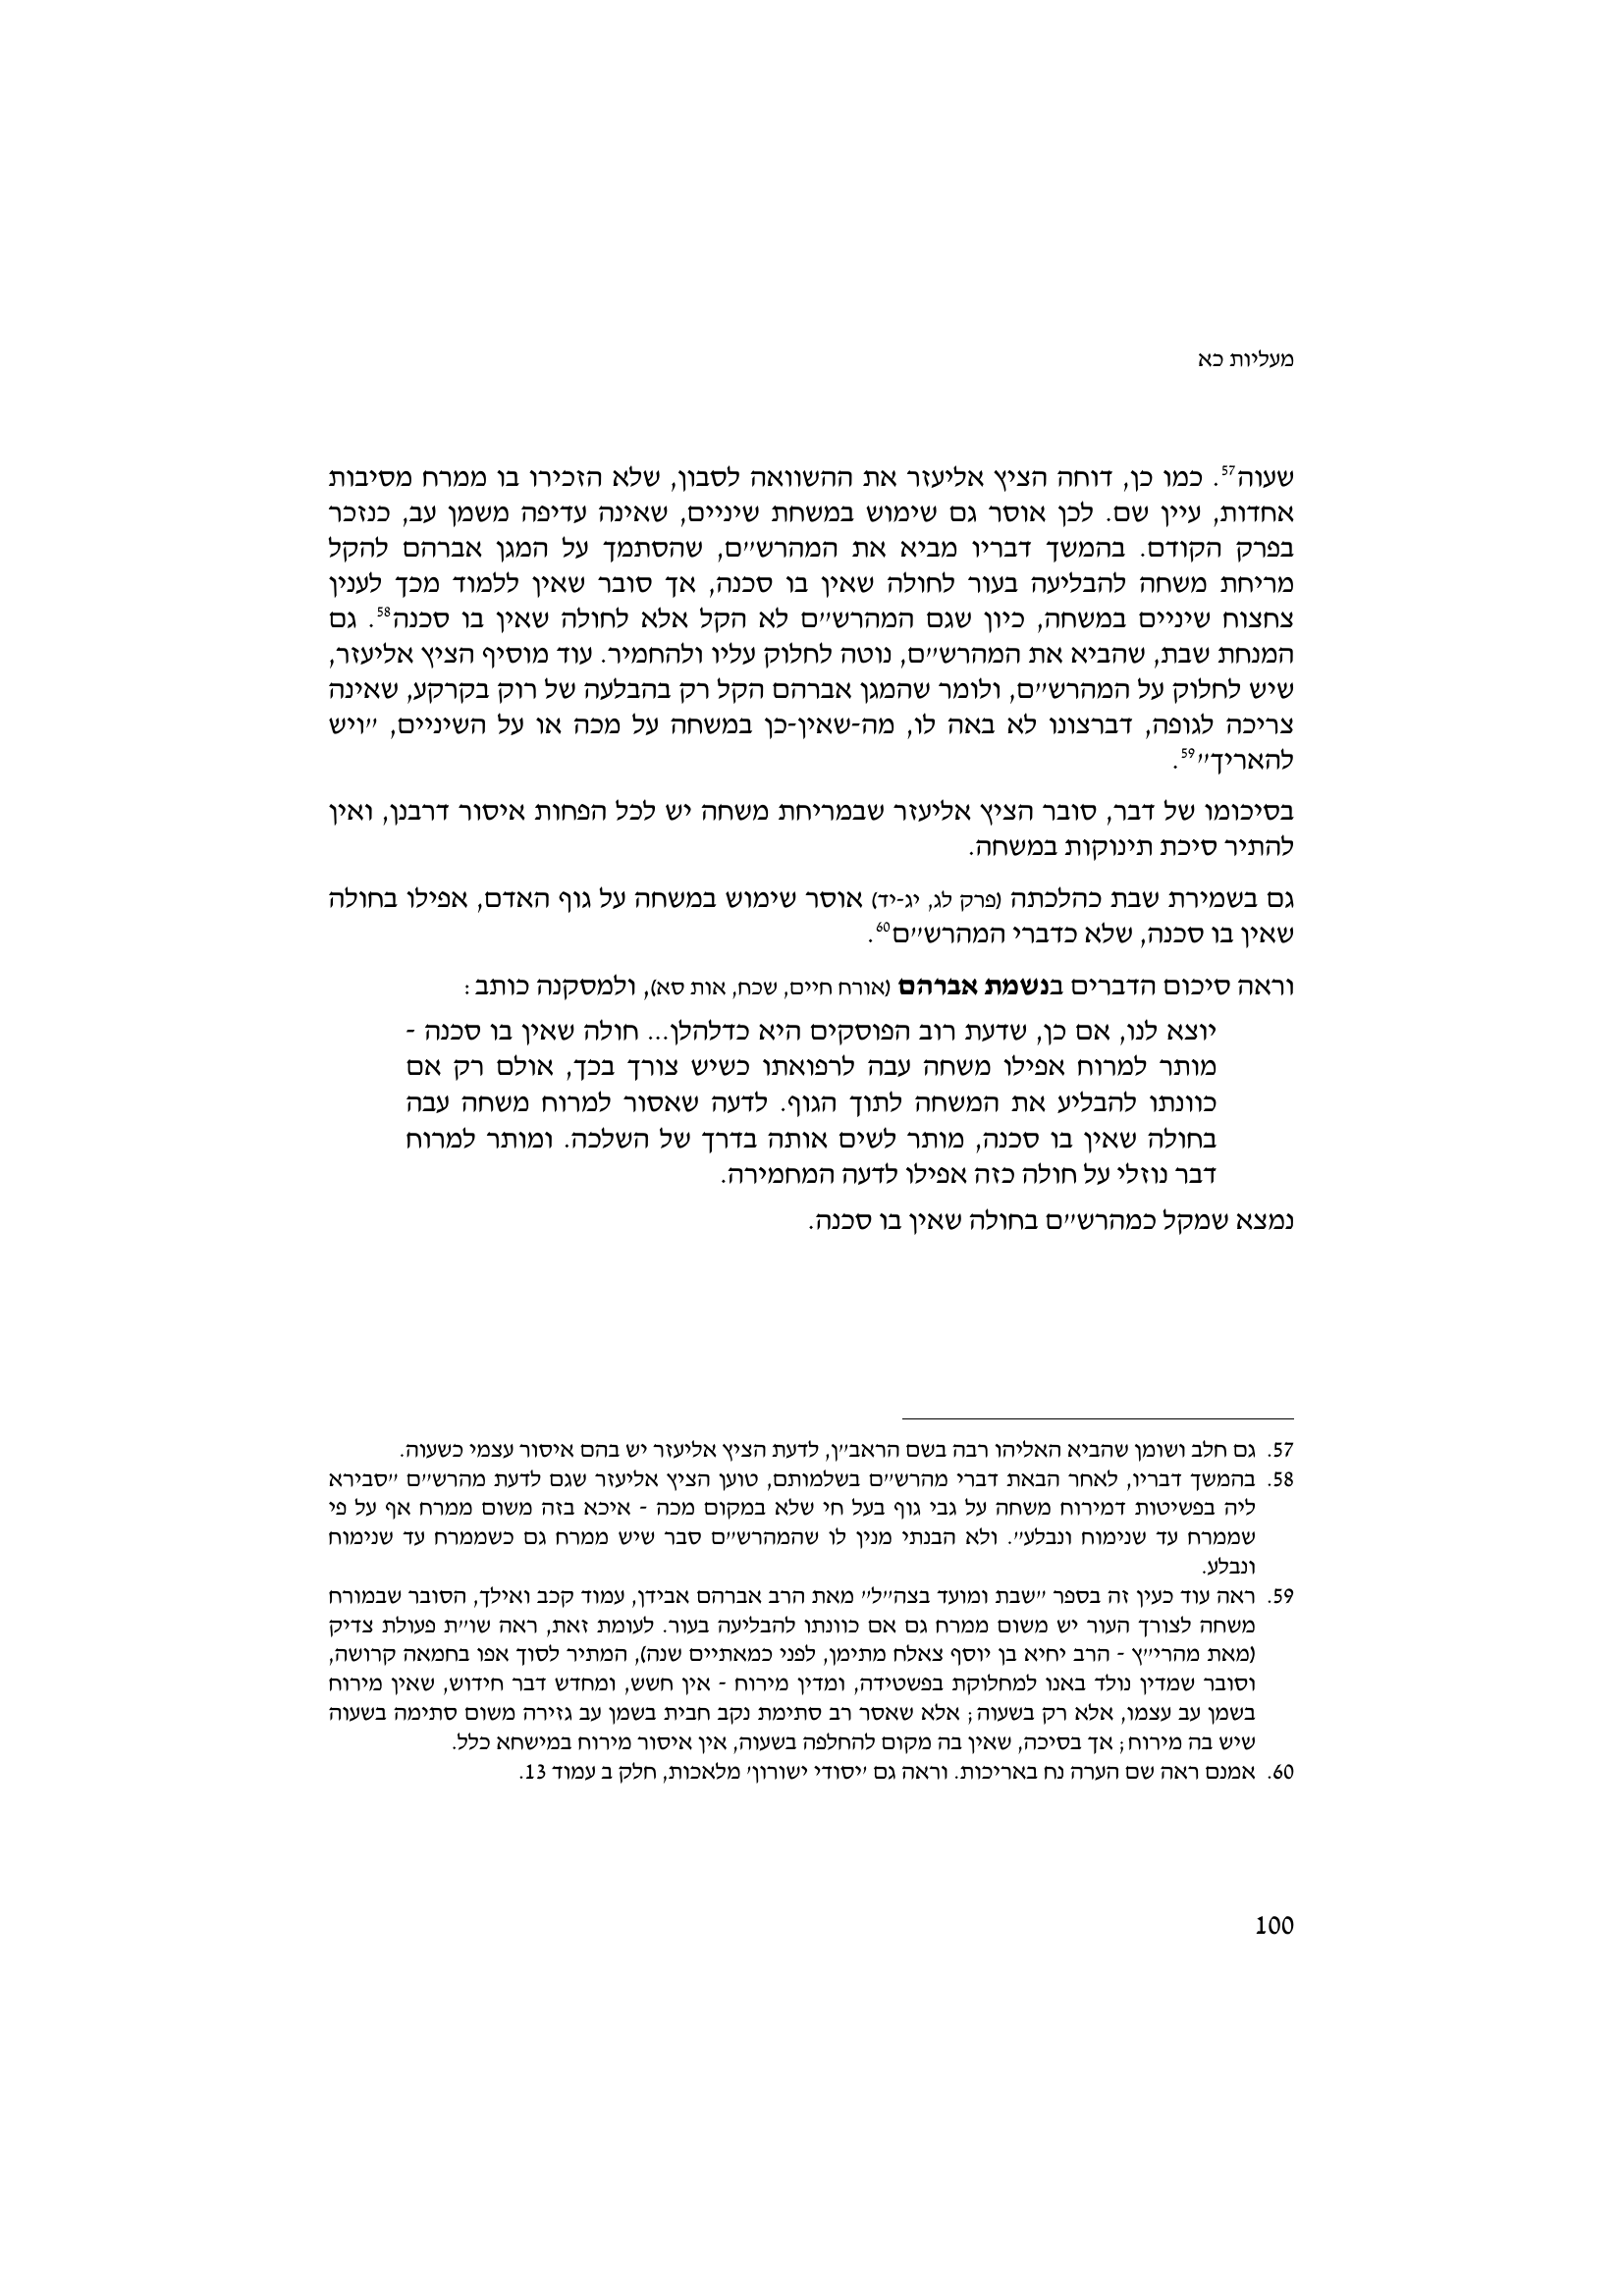 מעליות כא
שעוה57. כמו כן, דוחה הציץ אליעזר את ההשוואה לסבון, שלא הזכירו בו ממרח מסיבות
אחדות, עיין שם. לכן אוסר גם שימוש במשחת שיניים, שאינה עדיפה משמן עב, כנזכר
בפרק הקודם. בהמשך דבריו מביא את המהרש״ם, שהסתמך על המגן אברהם להקל
מריחת משחה להבליעה בעור לחולה שאין בו סכנה, אך סובר שאין ללמוד מכך לענין
צחצוח שיניים במשחה, כיון שגם המהרש״ם לא הקל אלא לחולה שאין בו סכנה58. גם
המנחת שבת, שהביא את המהרש״ם, נוטה לחלוק עליו ולהחמיר. עוד מוסיף הציץ אליעזר,
שיש לחלוק על המהרש״ם, ולומר שהמגן אברהם הקל רק בהבלעה של רוק בקרקע, שאינה
צריכה לגופה, דברצונו לא באה לו, מה-שאין-כן במשחה על מכה או על השיניים, ״ויש
להאריך״59.
בסיכומו של דבר, סובר הציץ אליעזר שבמריחת משחה יש לכל הפחות איסור דרבנן, ואין
להתיר סיכת תינוקות במשחה.
גם בשמירת שבת כהלכתה (פרק לג, יג-יד) אוסר שימוש במשחה על גוף האדם, אפילו בחולה
שאין בו סכנה, שלא כדברי המהרש״ם60.
וראה סיכום הדברים בנשמת אברהם (אורח חיים, שכח, אות סא), ולמסקנה כותב:
יוצא לנו, אם כן, שדעת רוב הפוסקים היא כדלהלן... חולה שאין בו סכנה -
מותר למרוח אפילו משחה עבה לרפואתו כשיש צורך בכך, אולם רק אם
כוונתו להבליע את המשחה לתוך הגוף. לדעה שאסור למרוח משחה עבה
בחולה שאין בו סכנה, מותר לשים אותה בדרך של השלכה. ומותר למרוח
דבר נוזלי על חולה כזה אפילו לדעה המחמירה.
נמצא שמקל כמהרש״ם בחולה שאין בו סכנה.
57. גם חלב ושומן שהביא האליהו רבה בשם הראב״ן, לדעת הציץ אליעזר יש בהם איסור עצמי כשעוה.
58. בהמשך דבריו, לאחר הבאת דברי מהרש״ם בשלמותם, טוען הציץ אליעזר שגם לדעת מהרש״ם ״סבירא
ליה בפשיטות דמירוח משחה על גבי גוף בעל חי שלא במקום מכה - איכא בזה משום ממרח אף על פי
שממרח עד שנימוח ונבלע״. ולא הבנתי מנין לו שהמהרש״ם סבר שיש ממרח גם כשממרח עד שנימוח
ונבלע.
59. ראה עוד כעין זה בספר ״שבת ומועד בצה״ל״ מאת הרב אברהם אבידן, עמוד קכב ואילך, הסובר שבמורח
משחה לצורך העור יש משום ממרח גם אם כוונתו להבליעה בעור. לעומת זאת, ראה שו״ת פעולת צדיק
(מאת מהרי״ץ - הרב יחיא בן יוסף צאלח מתימן, לפני כמאתיים שנה), המתיר לסוך אפו בחמאה קרושה,
וסובר שמדין נולד באנו למחלוקת בפשטידה, ומדין מירוח - אין חשש, ומחדש דבר חידוש, שאין מירוח
בשמן עב עצמו, אלא רק בשעוה; אלא שאסר רב סתימת נקב חבית בשמן עב גזירה משום סתימה בשעוה
שיש בה מירוח; אך בסיכה, שאין בה מקום להחלפה בשעוה, אין איסור מירוח במישחא כלל.
60. אמנם ראה שם הערה נח באריכות. וראה גם ׳יסודי ישורון׳ מלאכות, חלק ב עמוד 13.
100